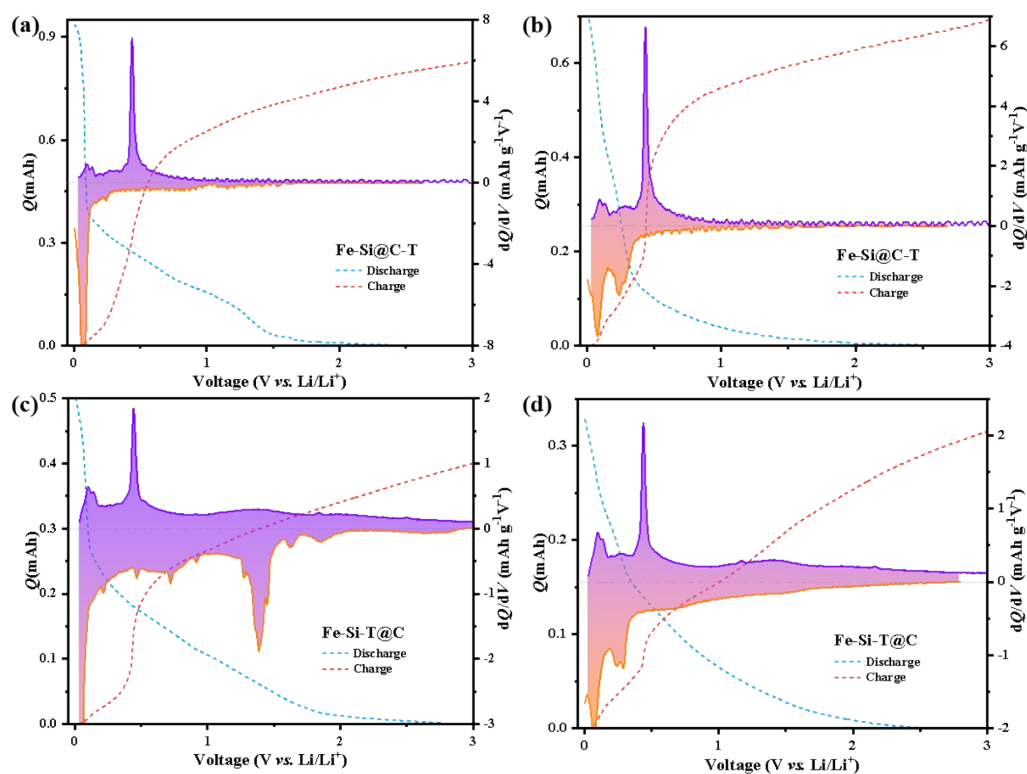 (a)
0.9
0.6
0.3
0.0
Q(mAh)
8
4
0
-4
-8
dQ/dV (mAh g⁻¹V⁻¹)
Fe-Si@C-T
Discharge
Charge
0 1 2 3
Voltage (V vs. Li/Li⁺)
(b)
0.6
0.4
0.2
0.0
Q(mAh)
6
4
2
0
-2
-4
dQ/dV (mAh g⁻¹V⁻¹)
Fe-Si@C-T
Discharge
Charge
0 1 2 3
Voltage (V vs. Li/Li⁺)
(c)
0.5
0.4
0.3
0.2
0.1
0.0
Q(mAh)
2
1
0
-1
-2
-3
dQ/dV (mAh g⁻¹V⁻¹)
Fe-Si-T@C
Discharge
Charge
0 1 2 3
Voltage (V vs. Li/Li⁺)
(d)
0.3
0.2
0.1
0.0
Q(mAh)
2
1
0
-1
-2
dQ/dV (mAh g⁻¹V⁻¹)
Fe-Si-T@C
Discharge
Charge
0 1 2 3
Voltage (V vs. Li/Li⁺)